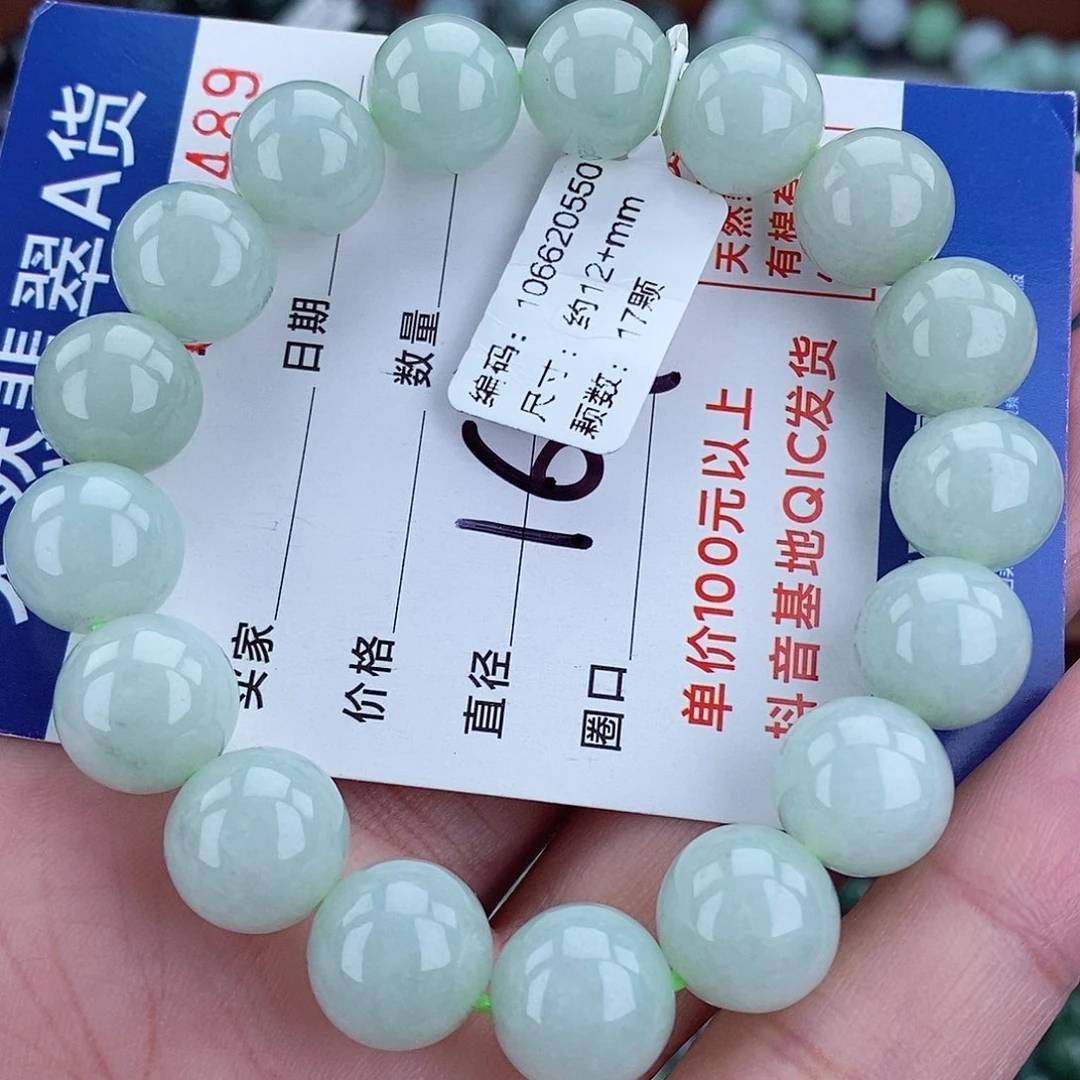 翡翠A货
489
编码：106620550
尺寸：约12+mm
颗数：17颗
日期
数量
买家
价格
直径
圈口
16
天然
有棉
单价100元以上
抖音基地QIC发货